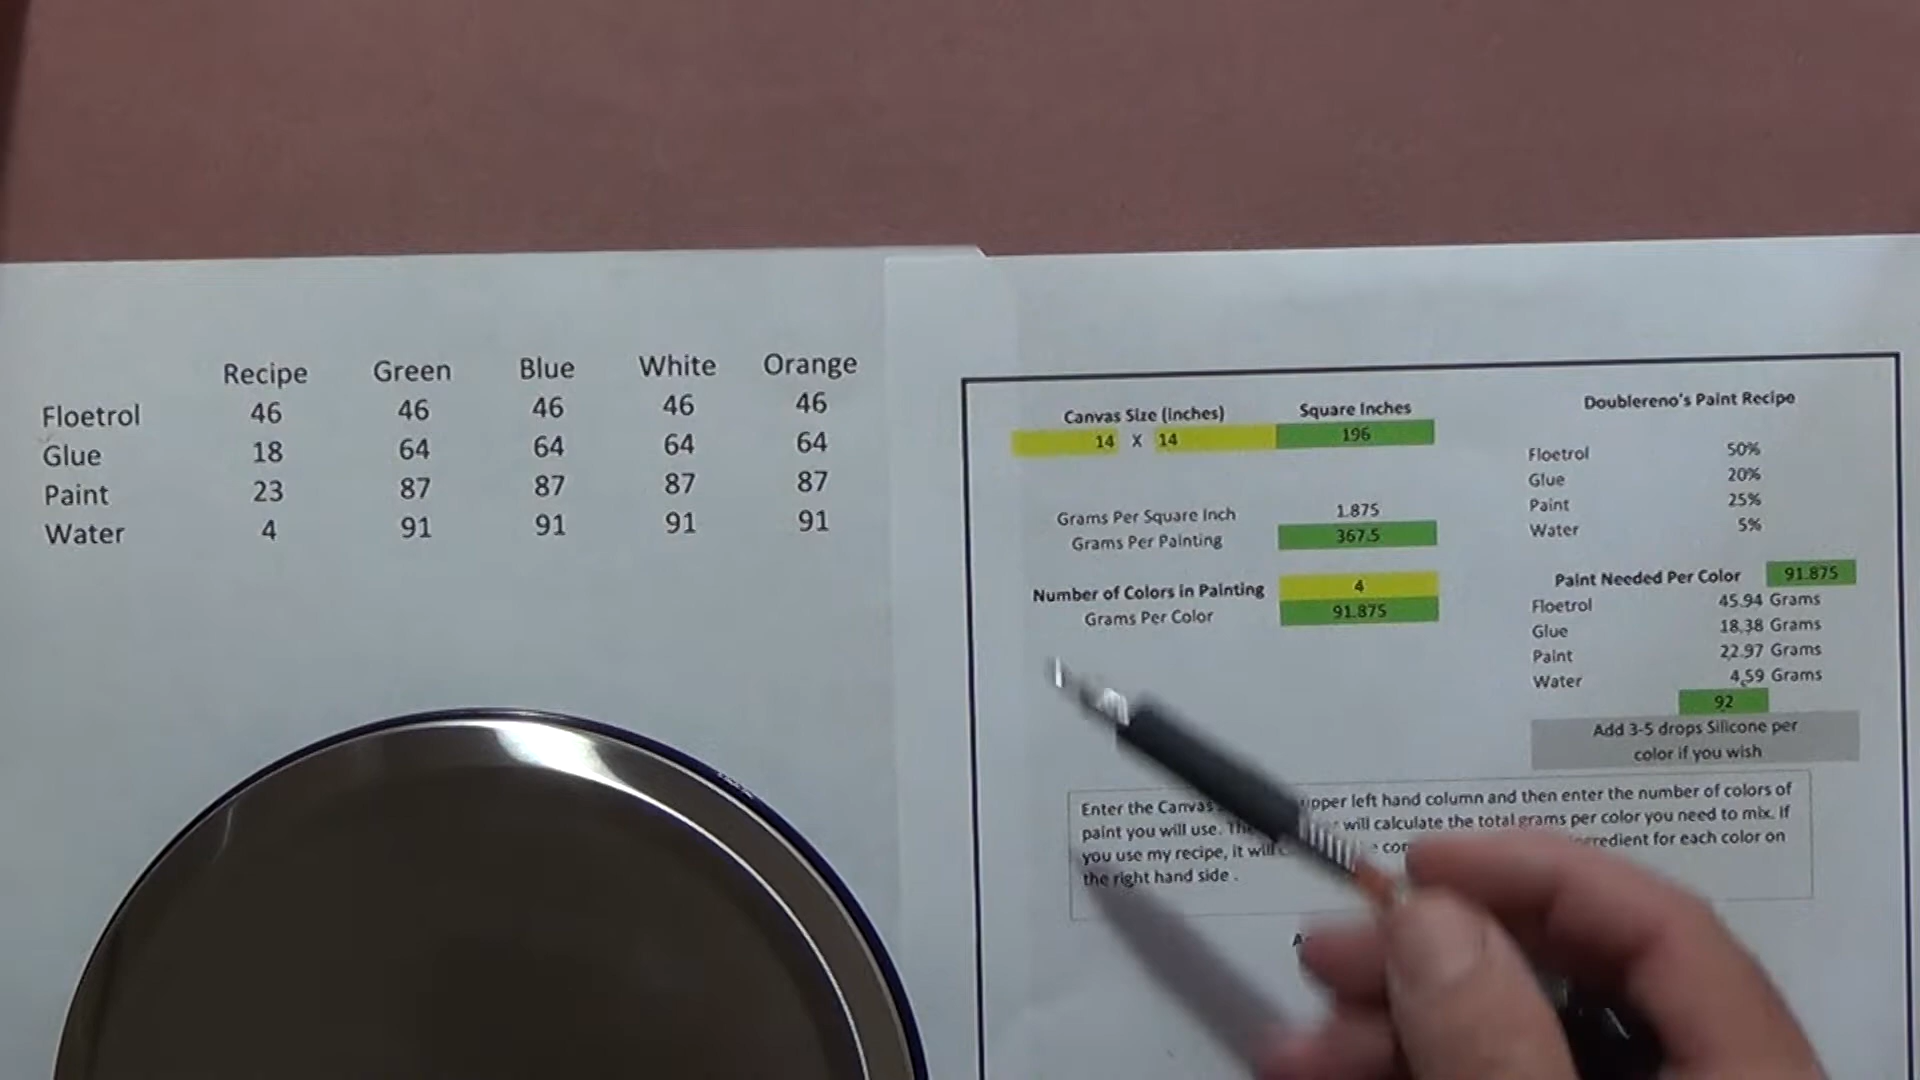 Recipe Green Blue White Orange
Floetrol 46 46 46 46 46
Glue 18 64 64 64 64
Paint 23 87 87 87 87
Water 4 91 91 91 91
Canvas Size (inches) Square Inches
14 X 14 196
Grams Per Square Inch 1.875
Grams Per Painting 367.5
Number of Colors in Painting 4
Grams Per Color 91.875
Doublereno's Paint Recipe
Floetrol 50%
Glue 20%
Paint 25%
Water 5%
Paint Needed Per Color 91.875
Floetrol 45.94 Grams
Glue 18.38 Grams
Paint 22.97 Grams
Water 4.59 Grams
92
Add 3-5 drops Silicone per
color if you wish
Enter the Canvas upper left hand column and then enter the number of colors of
paint you will use. will calculate the total grams per color you need to mix. If
you use my recipe, it will for each color on
the right hand side .